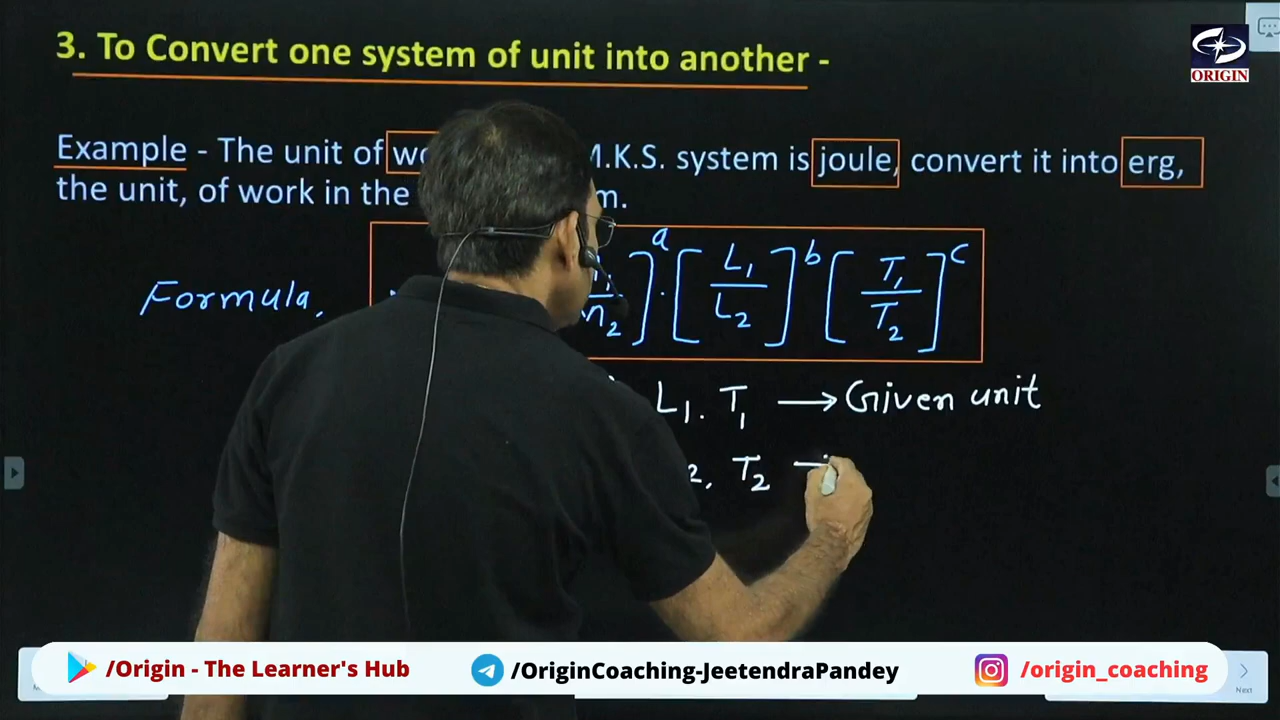 3. To Convert one system of unit into another -
ORIGIN
Example - The unit of M.K.S. system is joule, convert it into erg,
the unit, of work in the
Formula, ]ᵃ . [ L₁ / L₂ ]ᵇ [ T₁ / T₂ ]ᶜ
L₁. T₁ → Given unit
2, T₂
/Origin - The Learner's Hub
/OriginCoaching-JeetendraPandey
/origin_coaching
Next